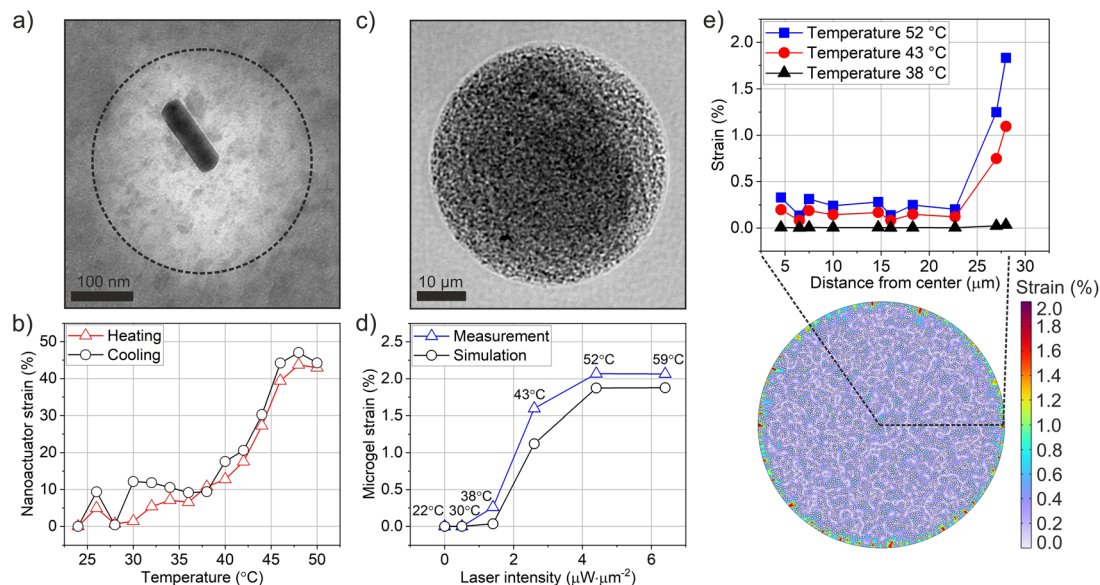 a)
100 nm
b)
Heating
Cooling
50
40
30
20
10
0
Nanoactuator strain (%)
25 30 35 40 45 50
Temperature (°C)
c)
10 µm
d)
Measurement
Simulation
2.5
2.0
1.5
1.0
0.5
0.0
Microgel strain (%)
22°C 30°C 38°C 43°C 52°C 59°C
0 2 4 6
Laser intensity (µW·µm-2)
e)
Temperature 52 °C
Temperature 43 °C
Temperature 38 °C
2.0
1.5
1.0
0.5
0.0
Strain (%)
5 10 15 20 25 30
Distance from center (µm)
Strain (%)
2.0
1.8
1.6
1.4
1.2
1.0
0.8
0.6
0.4
0.2
0.0